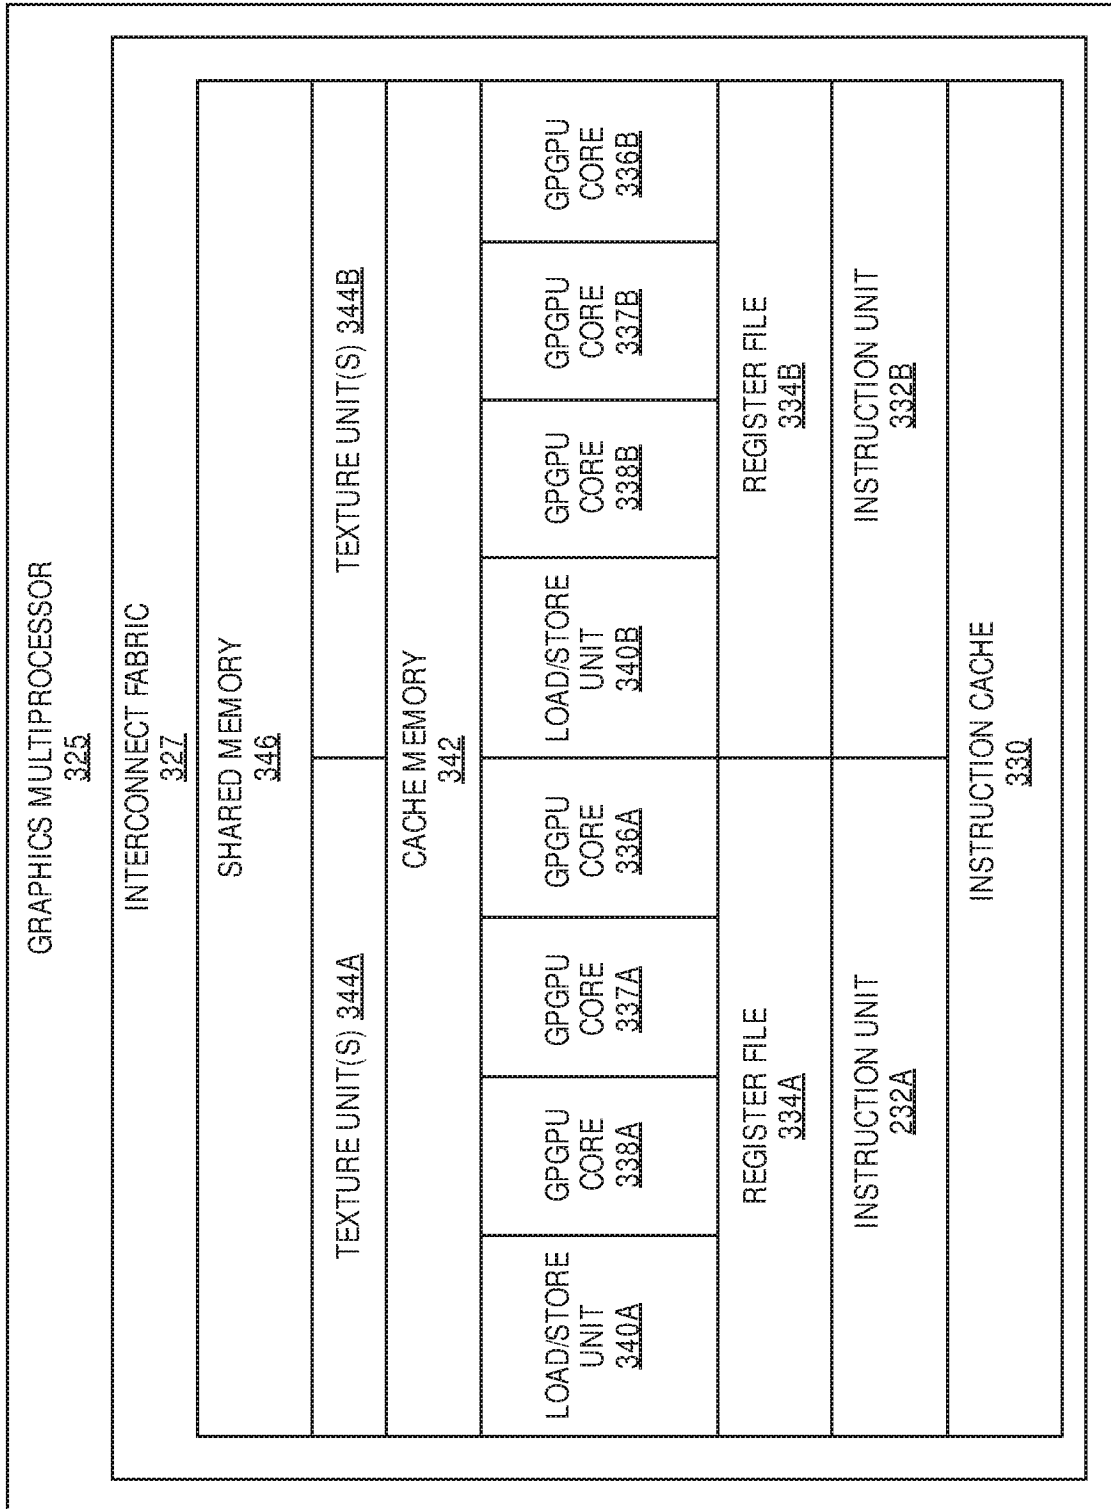 GRAPHICS MULTIPROCESSOR
325
INTERCONNECT FABRIC
327
SHARED MEMORY
346
TEXTURE UNIT(S) 344A
TEXTURE UNIT(S) 344B
CACHE MEMORY
342
LOAD/STORE
UNIT
340A
GPGPU
CORE
338A
GPGPU
CORE
337A
GPGPU
CORE
336A
LOAD/STORE
UNIT
340B
GPGPU
CORE
338B
GPGPU
CORE
337B
GPGPU
CORE
336B
REGISTER FILE
334A
REGISTER FILE
334B
INSTRUCTION UNIT
232A
INSTRUCTION UNIT
332B
INSTRUCTION CACHE
330